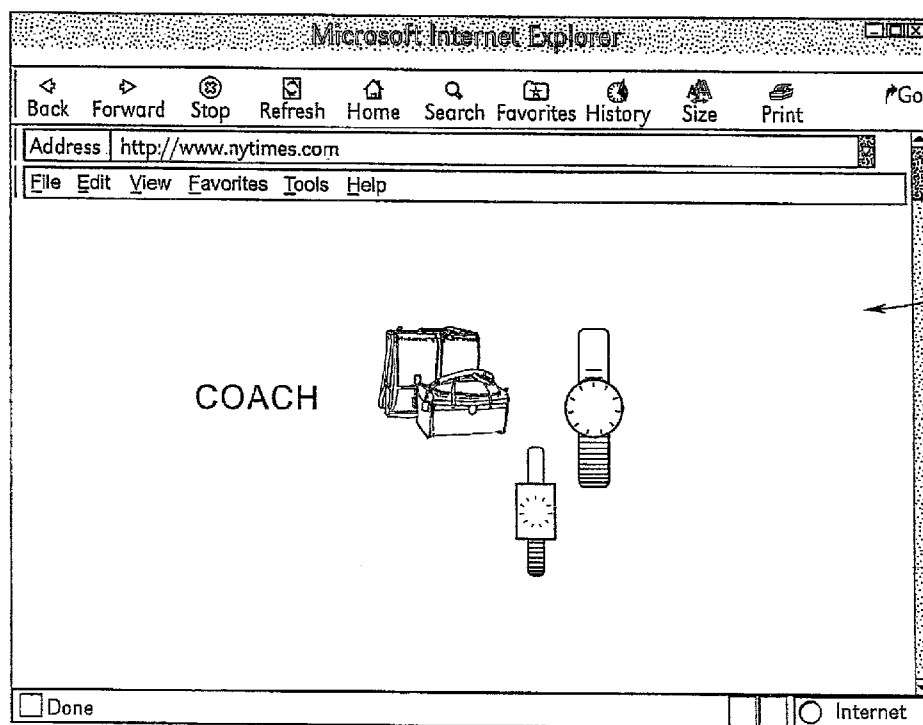 Microsoft Internet Explorer
Back Forward Stop Refresh Home Search Favorites History Size Print Go
Address http://www.nytimes.com
File Edit View Favorites Tools Help
COACH
Done Internet